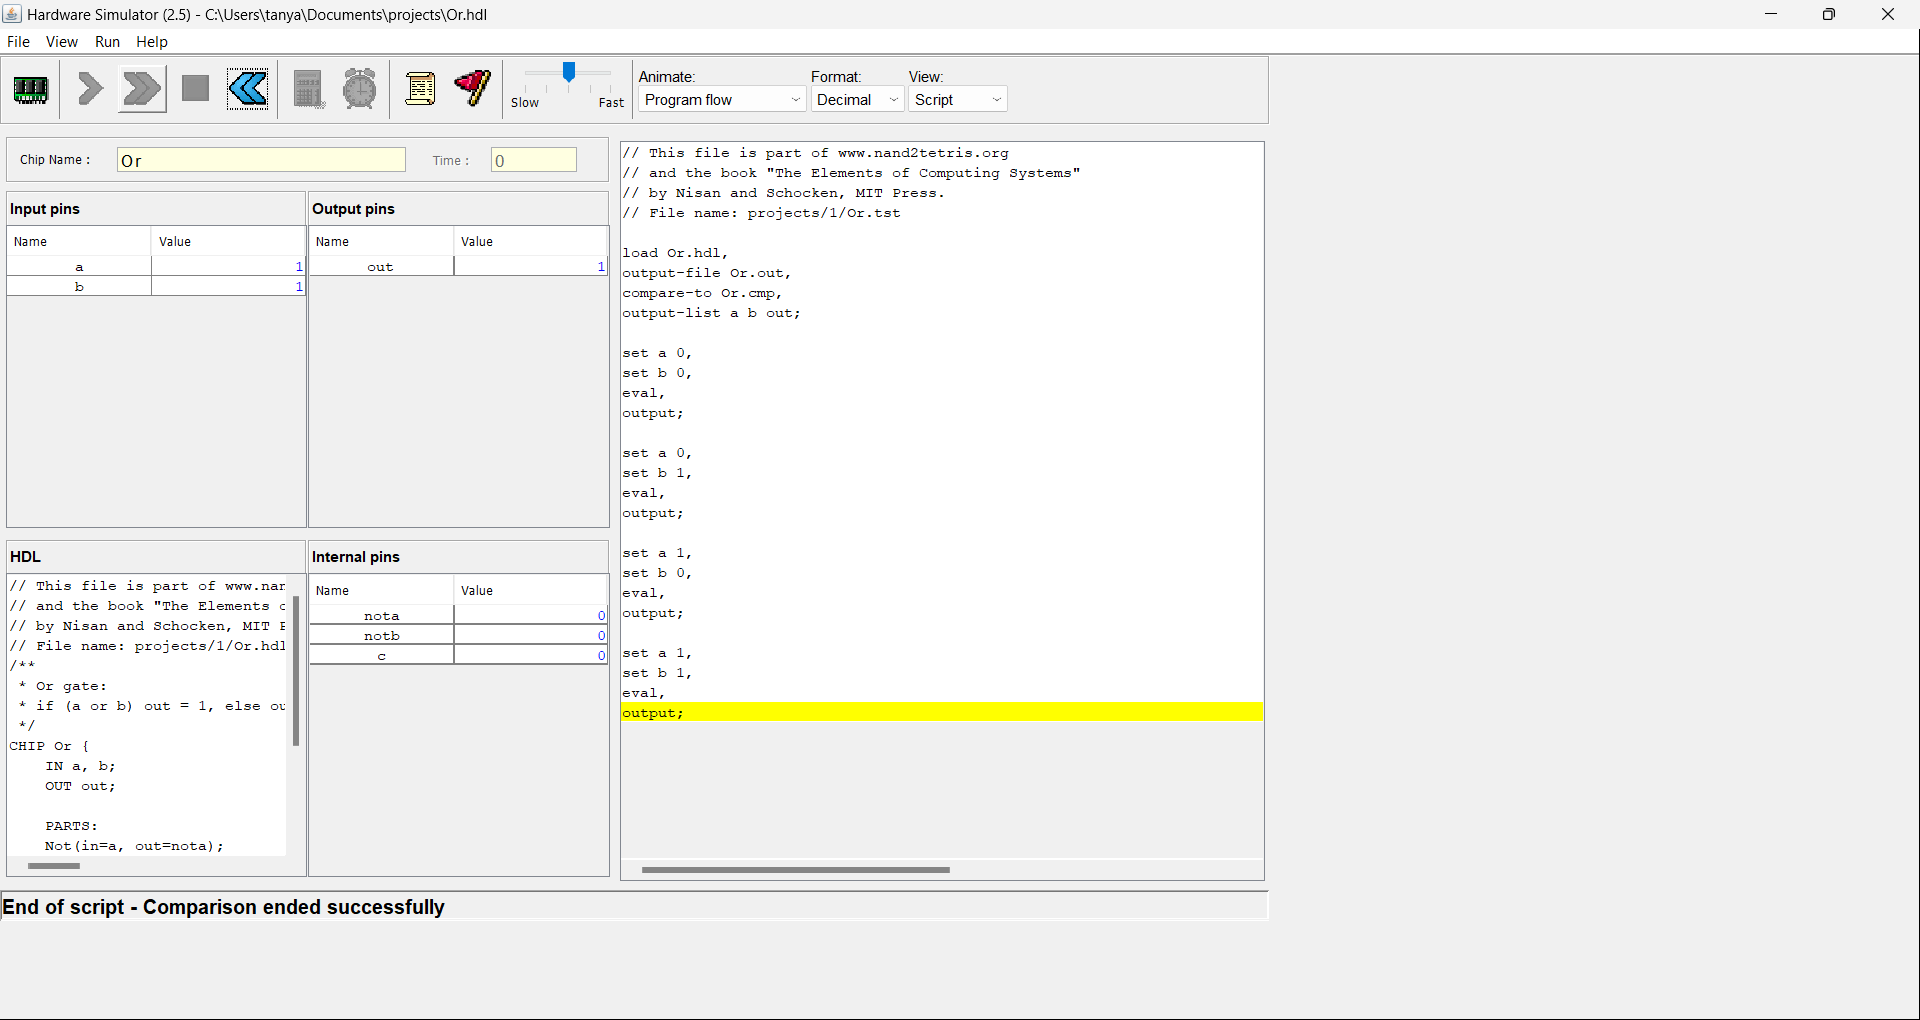 Hardware Simulator (2.5) - C:\Users\tanya\Documents\projects\Or.hdl
File View Run Help
Slow Fast
Animate: Format: View:
Program flow Decimal Script
Chip Name : Or Time : 0
Input pins
Name Value
a 1
b 1
Output pins
Name Value
out 1
HDL
// This file is part of www.nan
// and the book "The Elements
// by Nisan and Schocken, MIT
// File name: projects/1/Or.hdl
/**
* Or gate:
* if (a or b) out = 1, else ou
*/
CHIP Or {
IN a, b;
OUT out;
PARTS:
Not(in=a, out=nota);
Internal pins
Name Value
nota 0
notb 0
c 0
// This file is part of www.nand2tetris.org
// and the book "The Elements of Computing Systems"
// by Nisan and Schocken, MIT Press.
// File name: projects/1/Or.tst
load Or.hdl,
output-file Or.out,
compare-to Or.cmp,
output-list a b out;
set a 0,
set b 0,
eval,
output;
set a 0,
set b 1,
eval,
output;
set a 1,
set b 0,
eval,
output;
set a 1,
set b 1,
eval,
output;
End of script - Comparison ended successfully